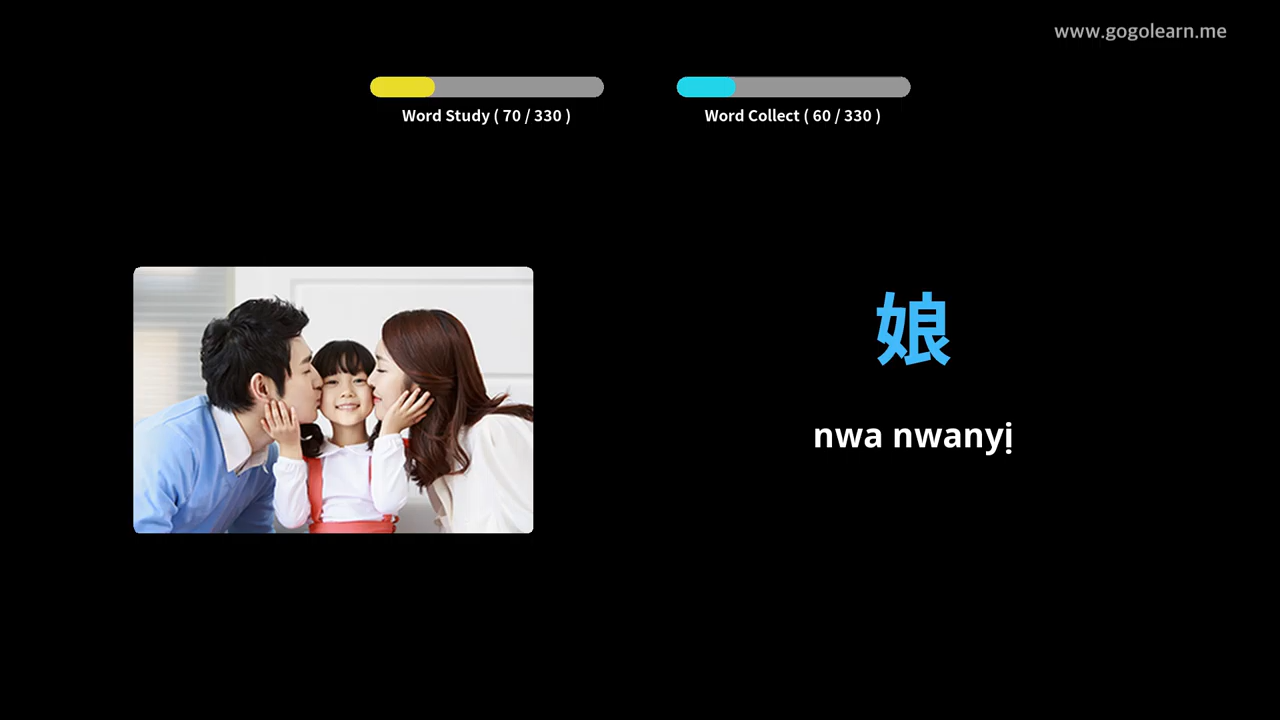 www.gogolearn.me
Word Study ( 70 / 330 )
Word Collect ( 60 / 330 )
娘
nwa nwanyị